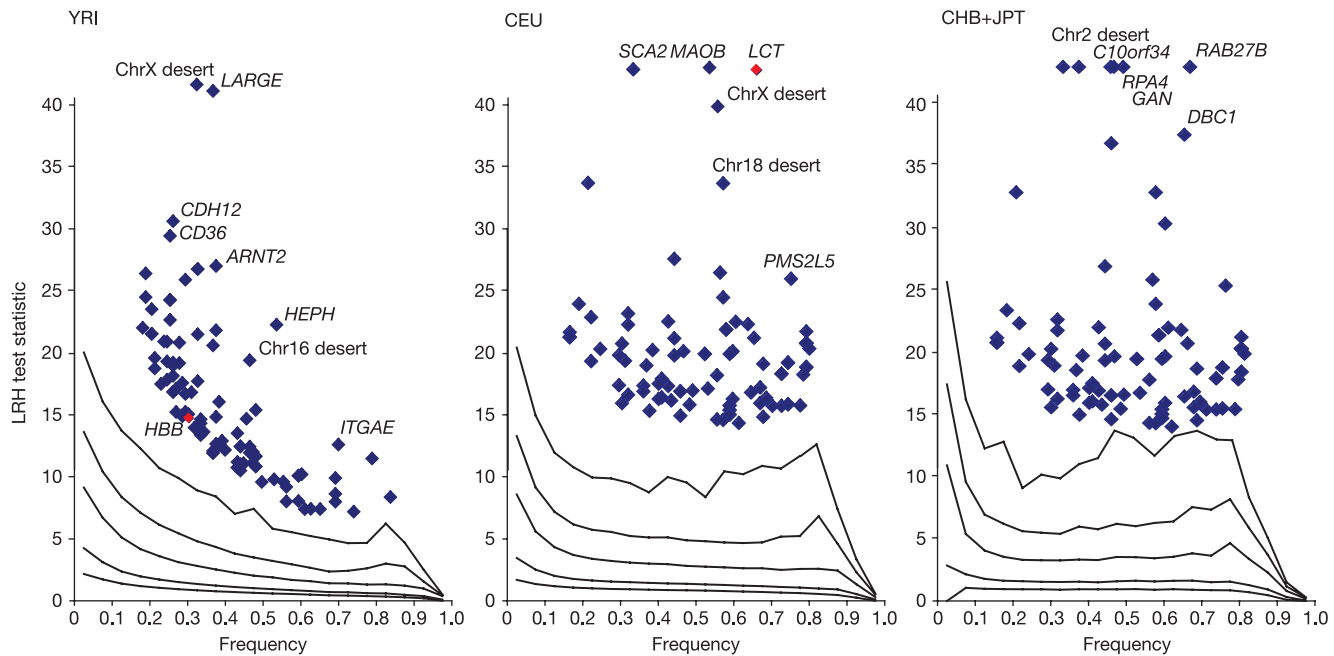 YRI
ChrX desert
LARGE
CDH12
CD36
ARNT2
HEPH
Chr16 desert
HBB
ITGAE
LRH test statistic
40
35
30
25
20
15
10
5
0
0 0.1 0.2 0.3 0.4 0.5 0.6 0.7 0.8 0.9 1.0
Frequency
CEU
SCA2 MAOB LCT
ChrX desert
Chr18 desert
PMS2L5
40
35
30
25
20
15
10
5
0
0 0.1 0.2 0.3 0.4 0.5 0.6 0.7 0.8 0.9 1.0
Frequency
CHB+JPT
Chr2 desert
C10orf34
RAB27B
RPA4
GAN
DBC1
40
35
30
25
20
15
10
5
0
0 0.1 0.2 0.3 0.4 0.5 0.6 0.7 0.8 0.9 1.0
Frequency